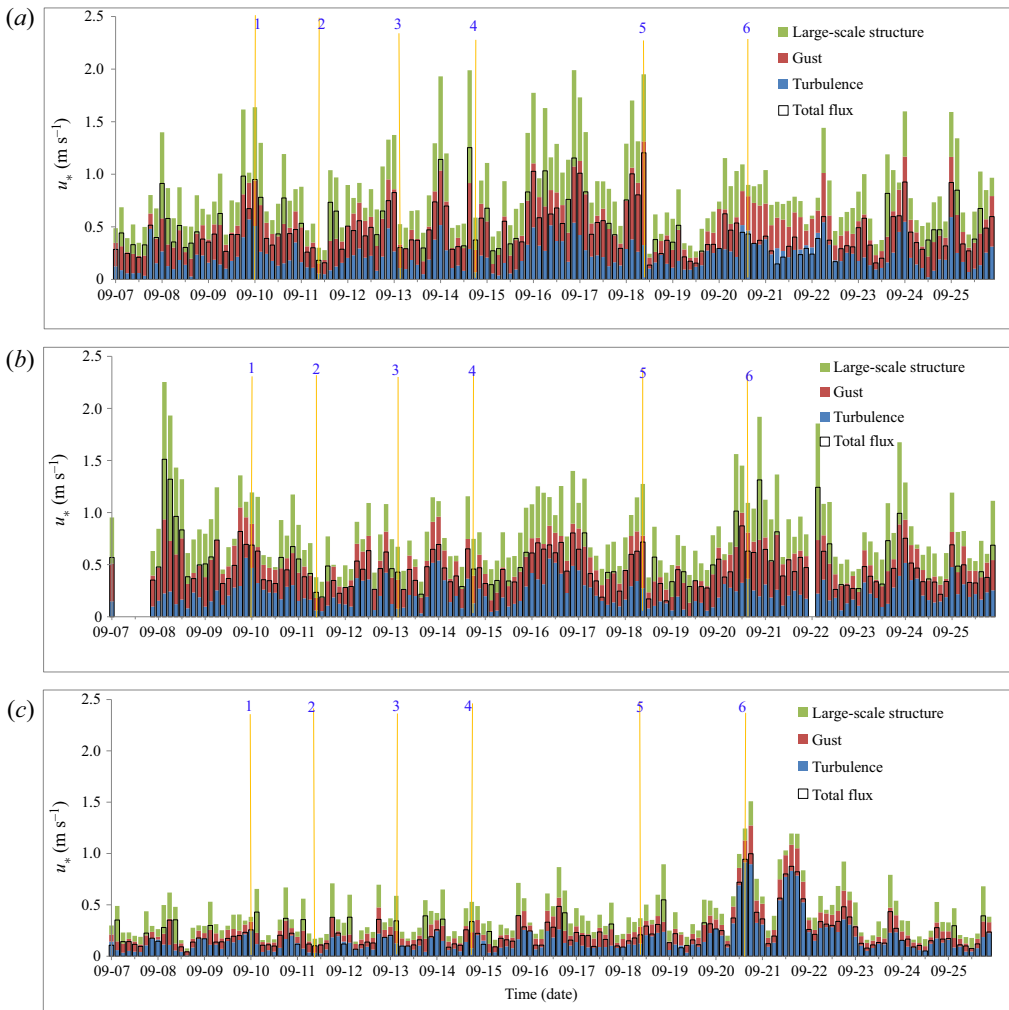 (a)
2.5
2.0
1.5
1.0
0.5
0
u* (m s−1)
1 2 3 4 5 6
Large-scale structure
Gust
Turbulence
Total flux
09-07 09-08 09-09 09-10 09-11 09-12 09-13 09-14 09-15 09-16 09-17 09-18 09-19 09-20 09-21 09-22 09-23 09-24 09-25
(b)
2.5
2.0
1.5
1.0
0.5
0
u* (m s−1)
1 2 3 4 5 6
Large-scale structure
Gust
Turbulence
Total flux
09-07 09-08 09-09 09-10 09-11 09-12 09-13 09-14 09-15 09-16 09-17 09-18 09-19 09-20 09-21 09-22 09-23 09-24 09-25
(c)
2.5
2.0
1.5
1.0
0.5
0
u* (m s−1)
1 2 3 4 5 6
Large-scale structure
Gust
Turbulence
Total flux
09-07 09-08 09-09 09-10 09-11 09-12 09-13 09-14 09-15 09-16 09-17 09-18 09-19 09-20 09-21 09-22 09-23 09-24 09-25
Time (date)